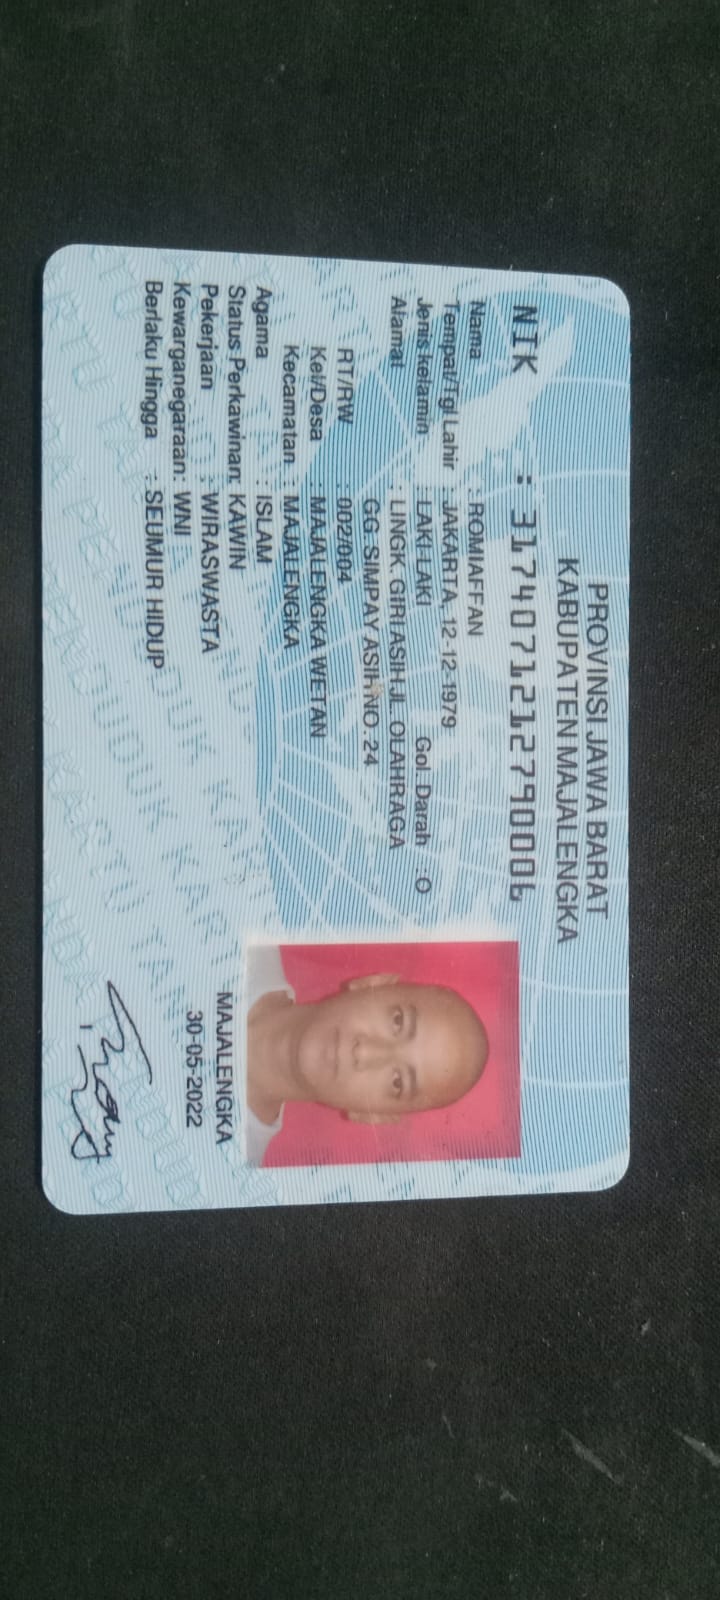 PROVINSI JAWA BARAT
KABUPATEN MAJALENGKA
NIK : 3174071212790006
Nama : ROMIAFFAN
Tempat/Tgl Lahir : JAKARTA, 12-12-1979
Jenis kelamin : LAKI-LAKI Gol. Darah : O
Alamat : LINGK. GIRI ASIH JL. OLAHRAGA
GG. SIMPAY ASIH NO. 24
RT/RW : 002/004
Kel/Desa : MAJALENGKA WETAN
Kecamatan : MAJALENGKA
Agama : ISLAM
Status Perkawinan: KAWIN
Pekerjaan : WIRASWASTA
Kewarganegaraan: WNI
Berlaku Hingga : SEUMUR HIDUP
MAJALENGKA
30-05-2022